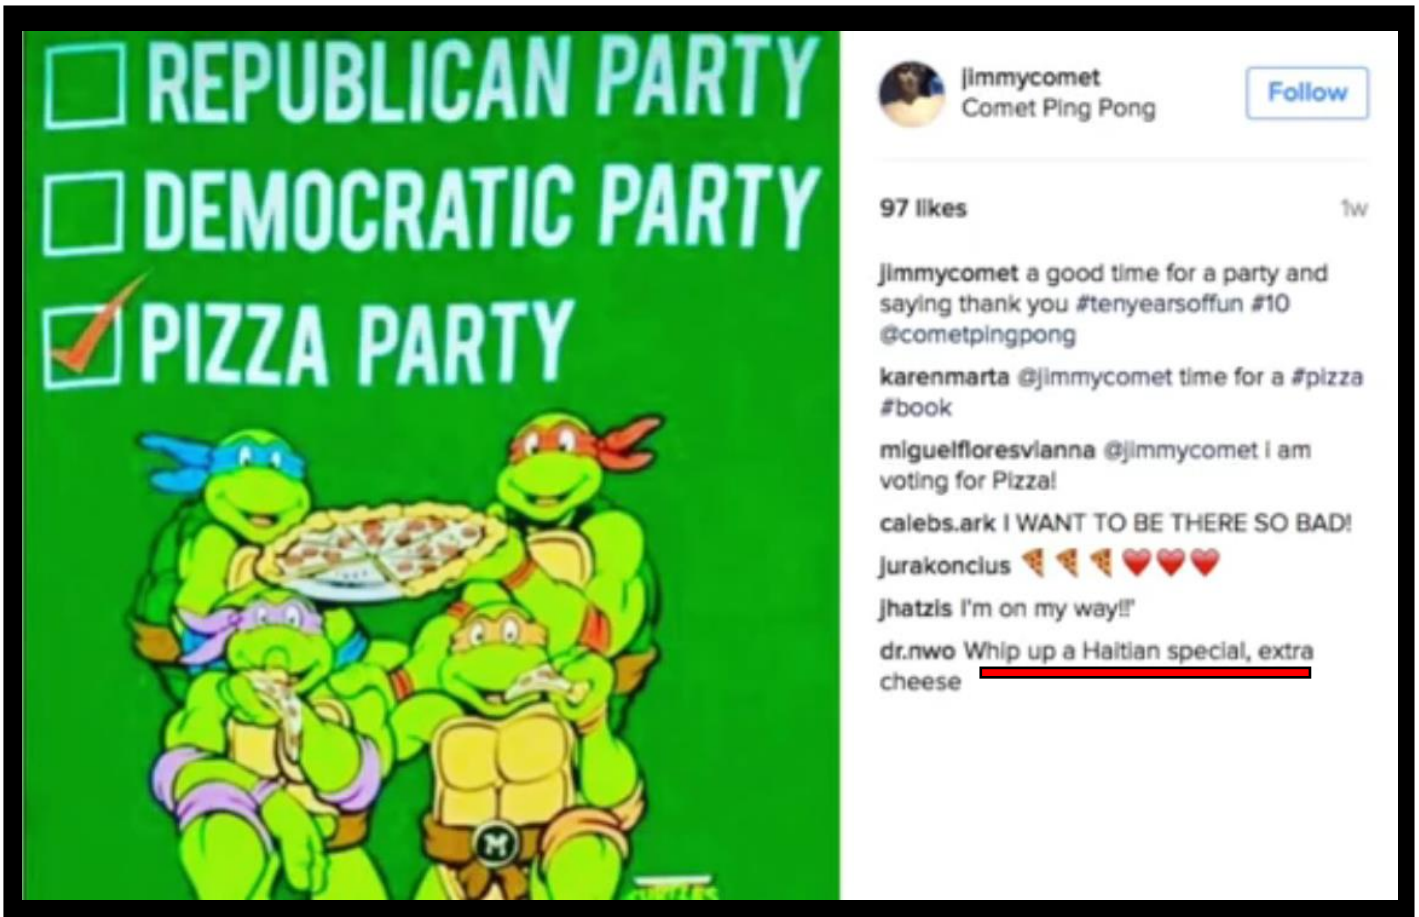 REPUBLICAN PARTY
DEMOCRATIC PARTY
PIZZA PARTY
M
jimmycomet
Comet Ping Pong
Follow
97 likes
1w
jimmycomet a good time for a party and
saying thank you #tenyearsoffun #10
@cometpingpong
karenmarta @jimmycomet time for a #pizza
#book
miguelfloresvianna @jimmycomet I am
voting for Pizza!
calebs.ark I WANT TO BE THERE SO BAD!
jurakoncius 🍕🍕🍕❤️❤️❤️
jhatzis I'm on my way!!'
dr.nwo Whip up a Haitian special, extra
cheese